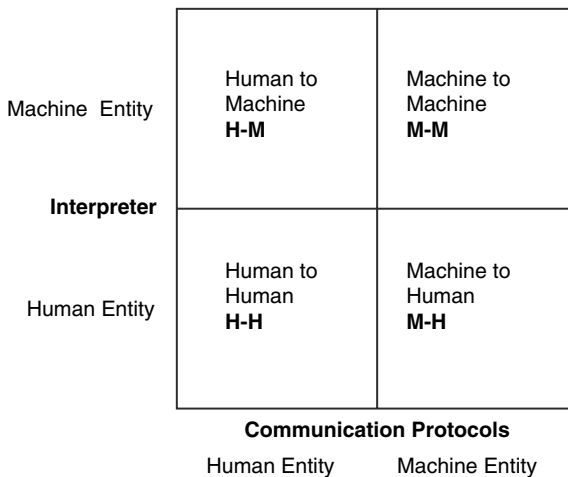 Human to
Machine
H-M
Machine to
Machine
M-M
Machine Entity
Interpreter
Human to
Human
H-H
Machine to
Human
M-H
Human Entity
Communication Protocols
Human Entity
Machine Entity